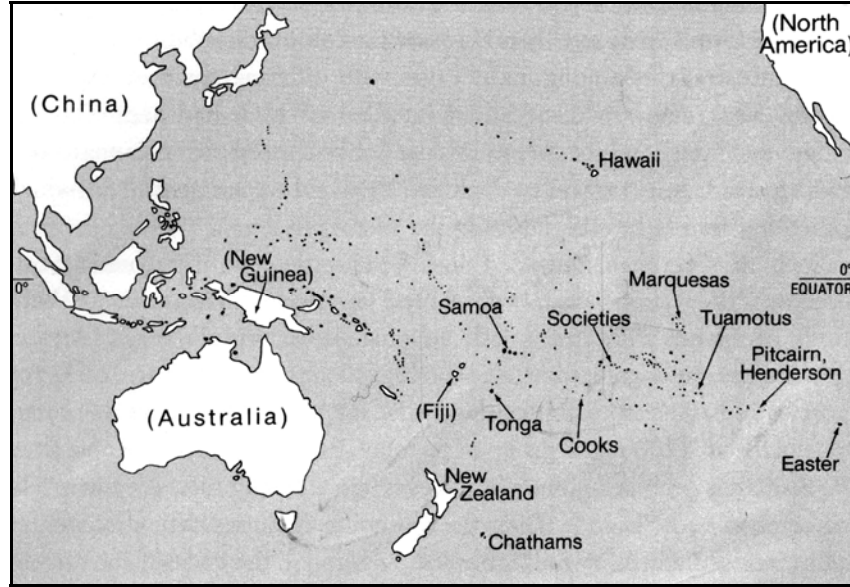 (North
America)
(China)
Hawaii
(New
Guinea)
0°
0°
EQUATOR
Marquesas
Samoa
Societies
Tuamotus
Pitcairn,
Henderson
(Australia)
(Fiji)
Tonga
Cooks
Easter
New
Zealand
Chathams